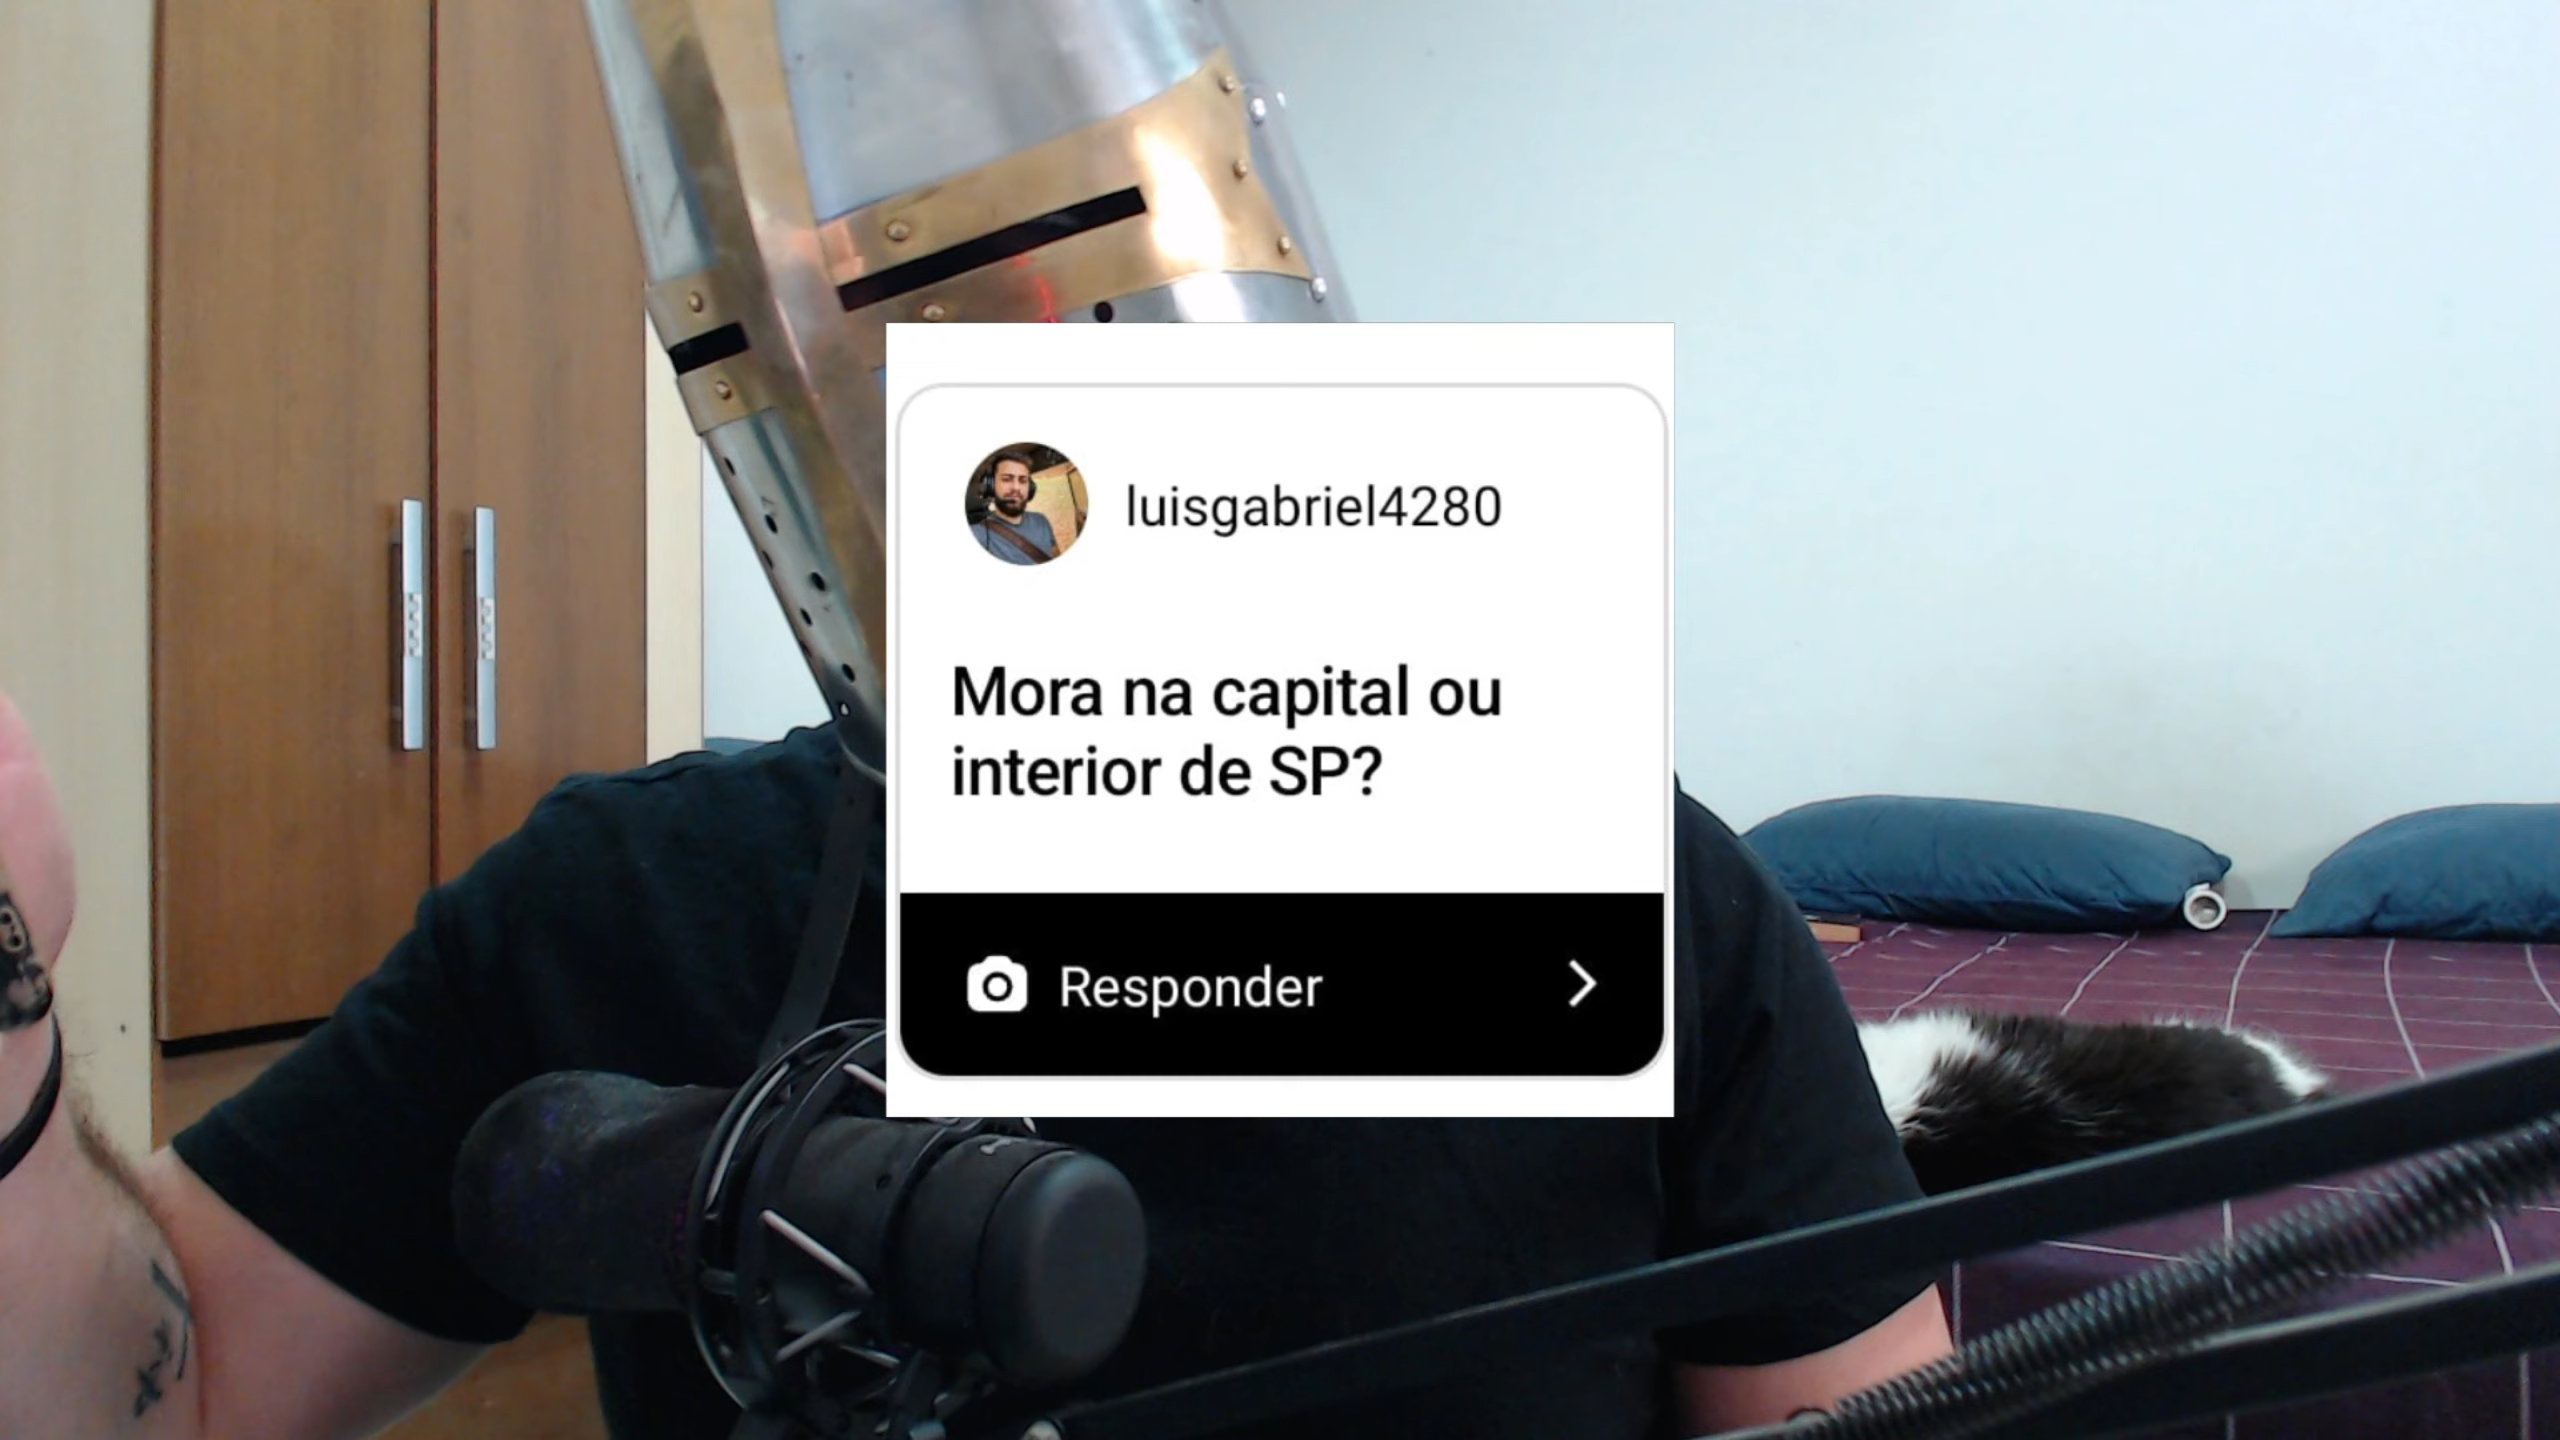 luisgabriel4280
Mora na capital ou
interior de SP?
Responder